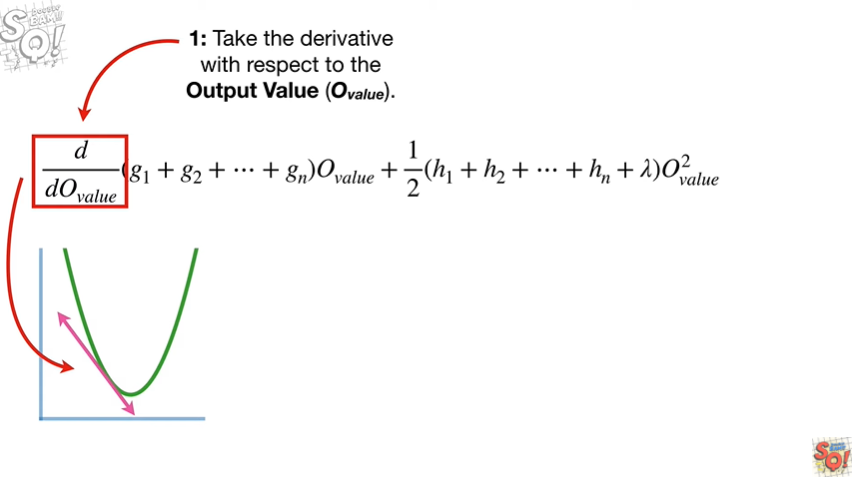 1: Take the derivative
with respect to the
Output Value (Ovalue).
d/dOvalue (g₁ + g₂ + ⋯ + gₙ)Ovalue + 1/2(h₁ + h₂ + ⋯ + hₙ + λ)O²value
SQ!